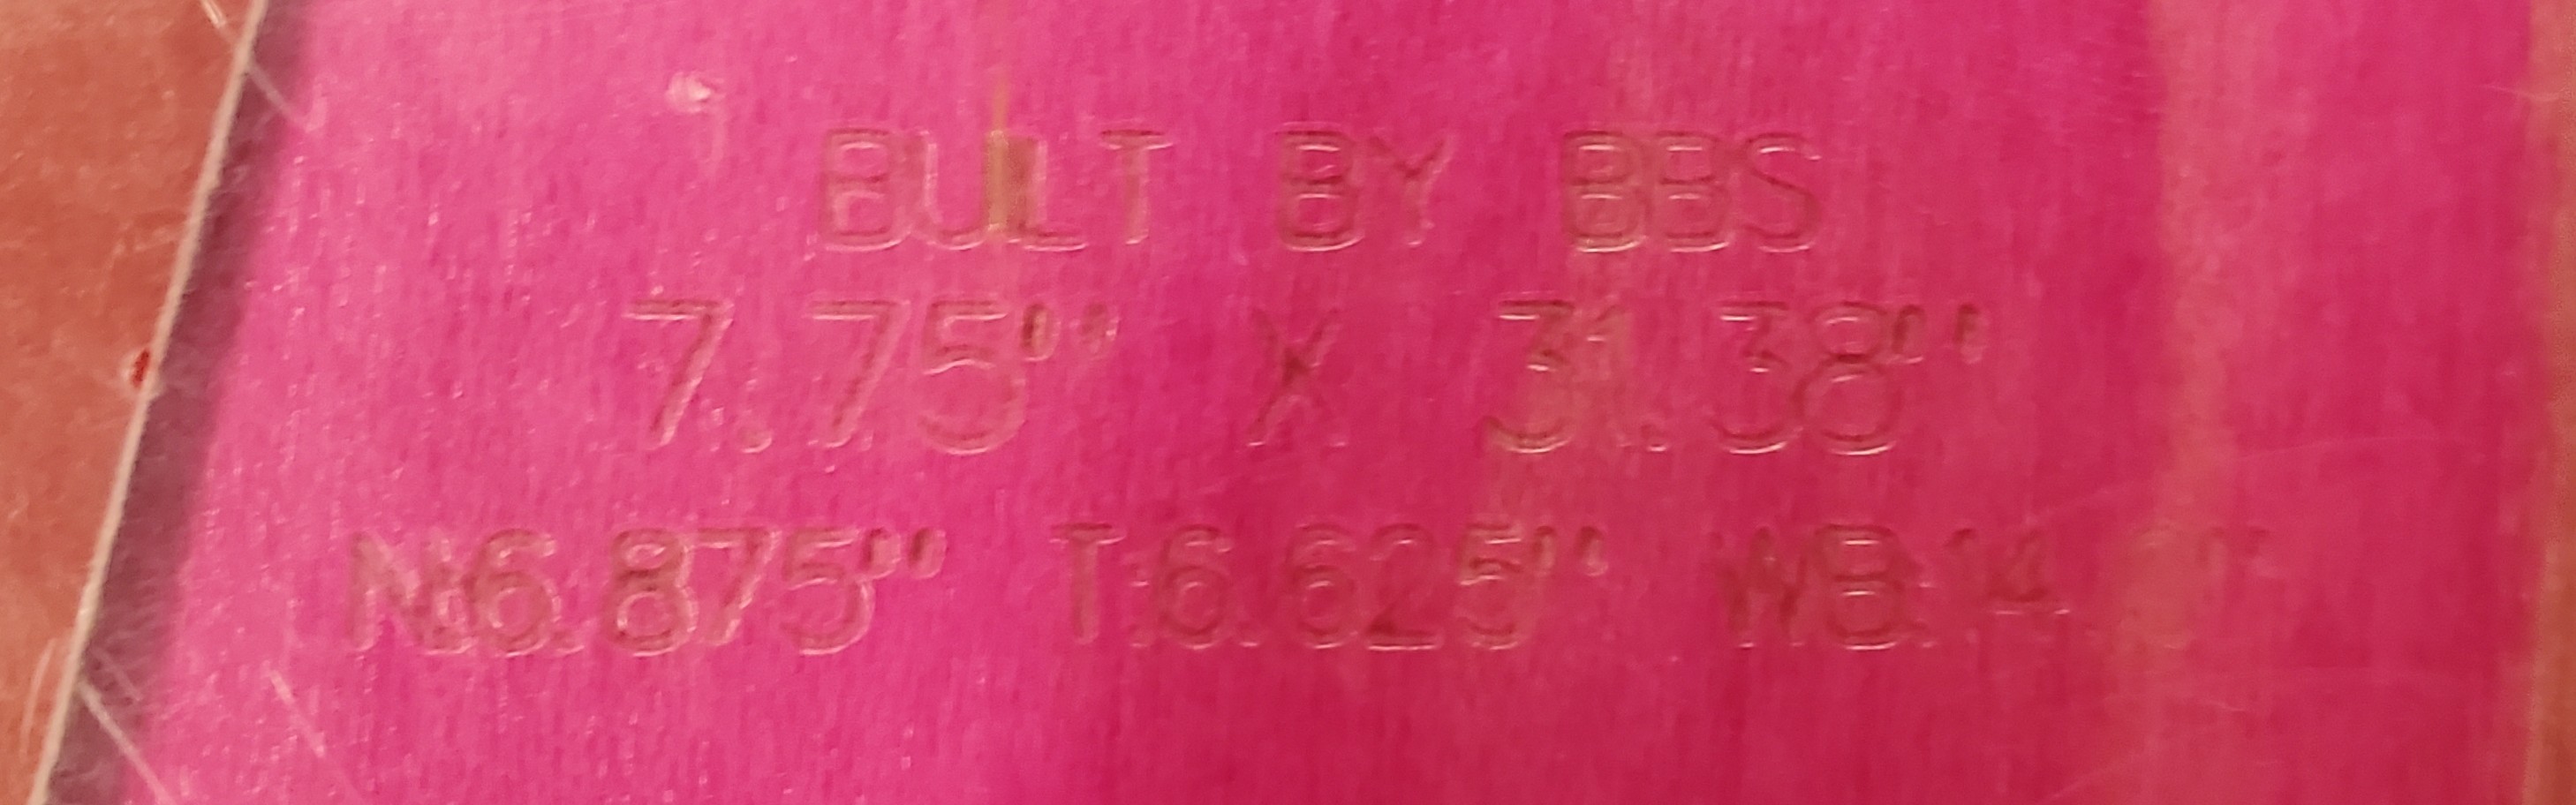 BUILT BY BBS
7.75" X 31.38"
N:6.875" T:6.625" WB:14